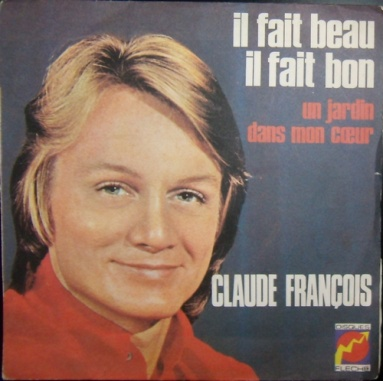 il fait beau
il fait bon
un jardin
dans mon cœur
CLAUDE FRANÇOIS
DISQUES
FLECHE